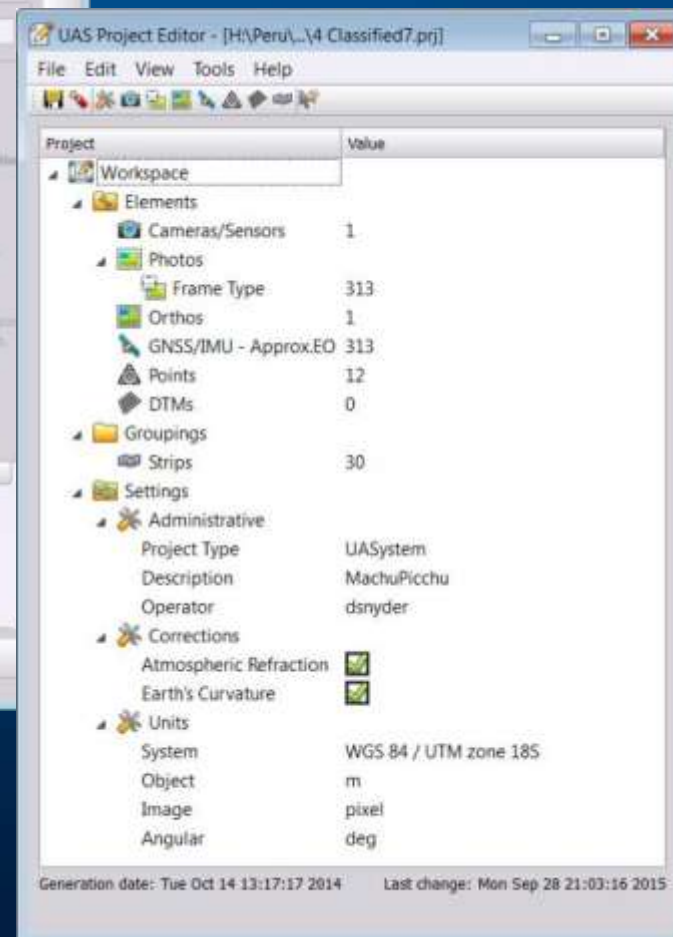 UAS Project Editor - [H:\Peru\...\4 Classified7.prj]
File Edit View Tools Help
Project Value
Workspace
Elements
Cameras/Sensors 1
Photos
Frame Type 313
Orthos 1
GNSS/IMU - Approx.EO 313
Points 12
DTMs 0
Groupings
Strips 30
Settings
Administrative
Project Type UASystem
Description MachuPicchu
Operator dsnyder
Corrections
Atmospheric Refraction
Earth's Curvature
Units
System WGS 84 / UTM zone 18S
Object m
Image pixel
Angular deg
Generation date: Tue Oct 14 13:17:17 2014 Last change: Mon Sep 28 21:03:16 2015